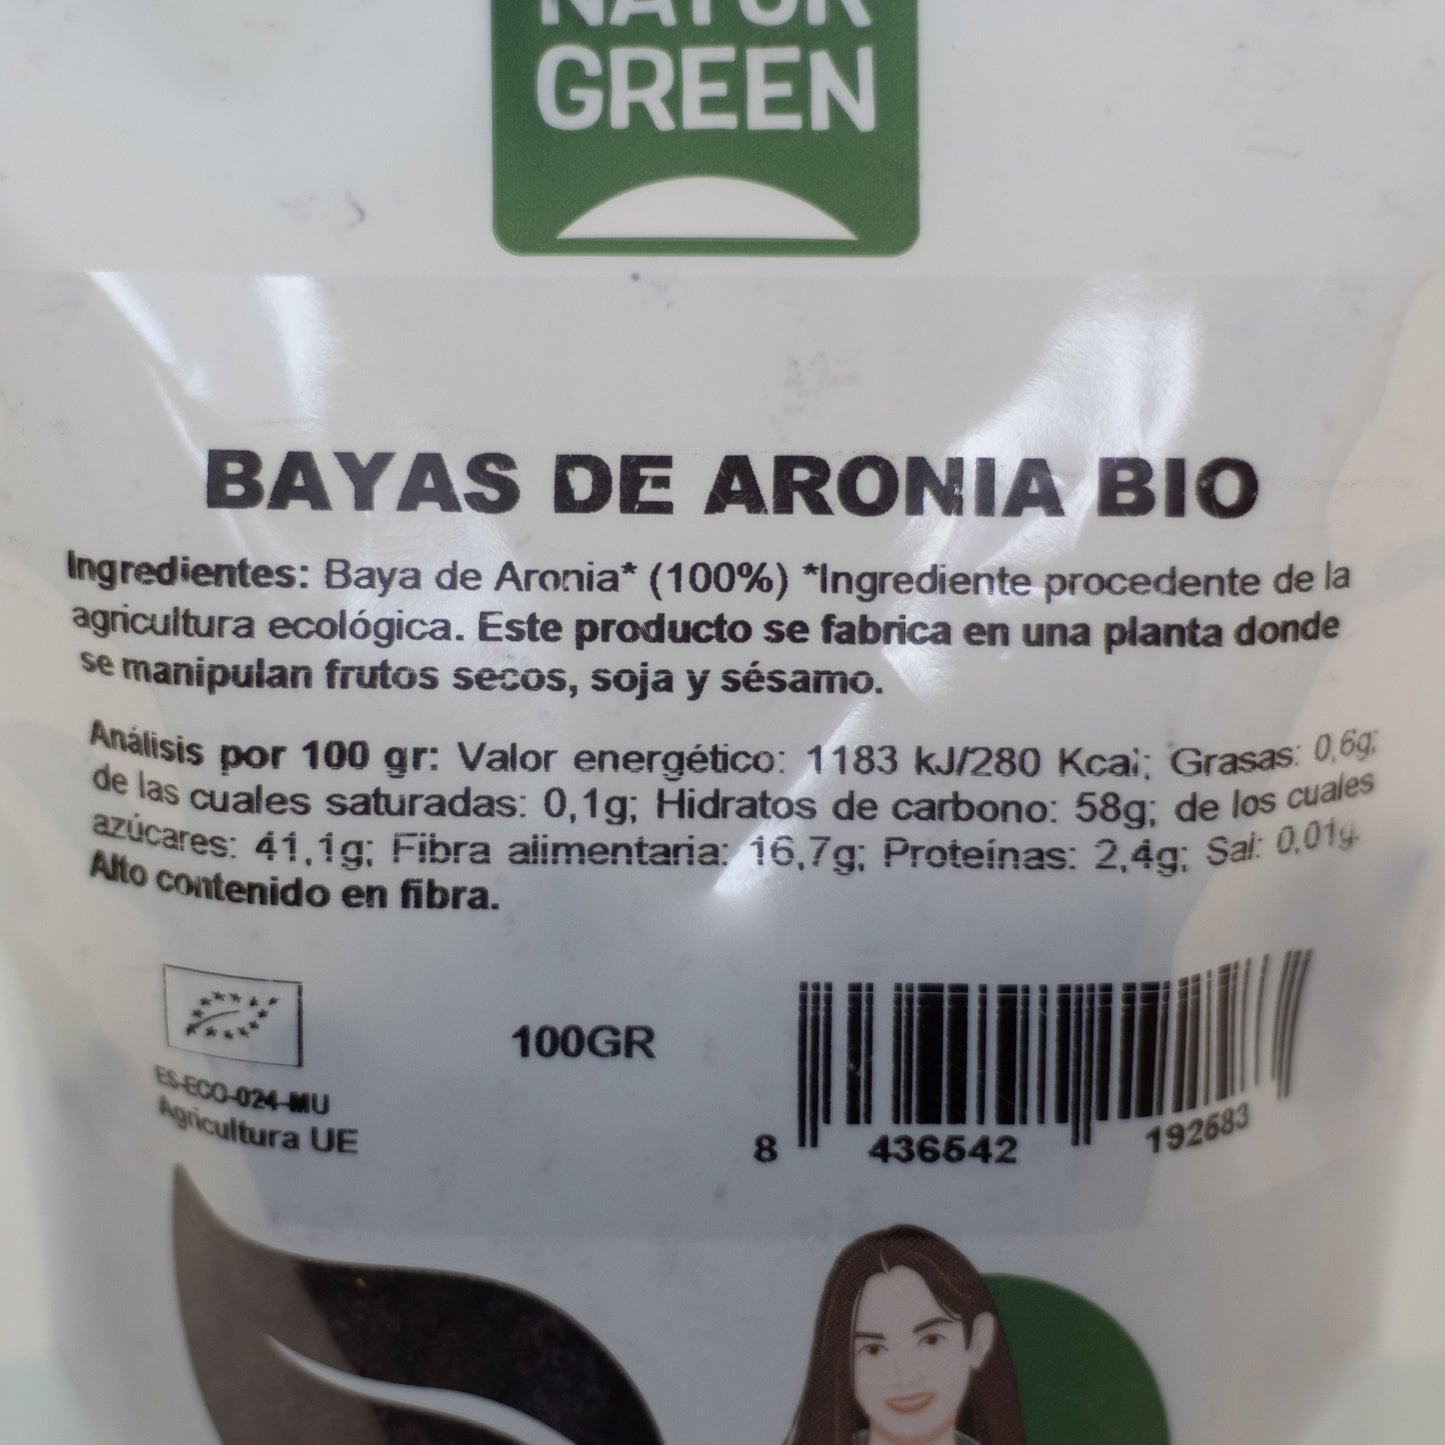 NATUR
GREEN
BAYAS DE ARONIA BIO
Ingredientes: Baya de Aronia* (100%) *Ingrediente procedente de la
agricultura ecológica. Este producto se fabrica en una planta donde
se manipulan frutos secos, soja y sésamo.
Análisis por 100 gr: Valor energético: 1183 kJ/280 Kcal; Grasas: 0,6g;
de las cuales saturadas: 0,1g; Hidratos de carbono: 58g; de los cuales
azúcares: 41,1g; Fibra alimentaria: 16,7g; Proteínas: 2,4g; Sal: 0,01g.
Alto contenido en fibra.
100GR
ES-ECO-024-MU
Agricultura UE
8 436542 192683